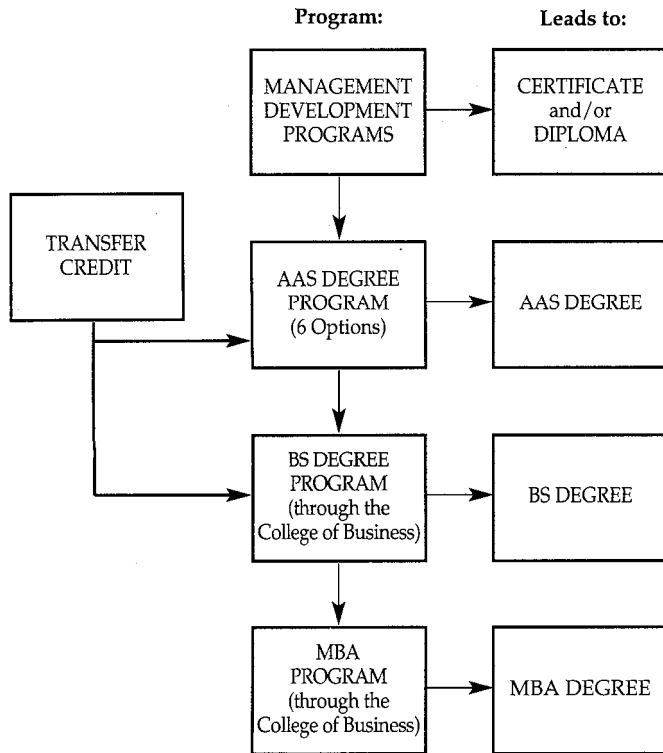 Program:
Leads to:
MANAGEMENT
DEVELOPMENT
PROGRAMS
CERTIFICATE
and/or
DIPLOMA
TRANSFER
CREDIT
AAS DEGREE
PROGRAM
(6 Options)
AAS DEGREE
BS DEGREE
PROGRAM
(through the
College of Business)
BS DEGREE
MBA
PROGRAM
(through the
College of Business)
MBA DEGREE